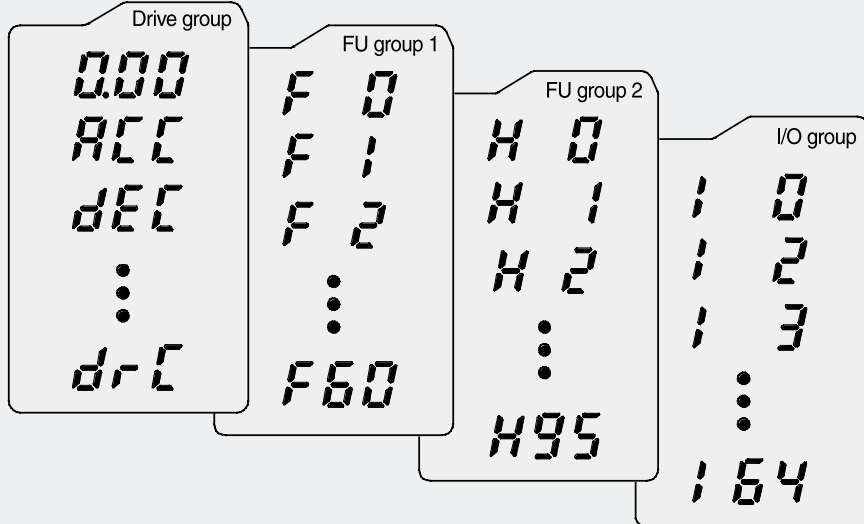 Drive group
0.00
ACC
dEC
drC
FU group 1
F 0
F 1
F 2
F60
FU group 2
H 0
H 1
H 2
H95
I/O group
I 0
I 2
I 3
I 64